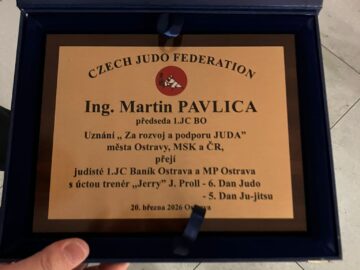 CZECH JUDO FEDERATION
Ing. Martin PAVLICA
předseda 1.JC BO
Uznání „ Za rozvoj a podporu JUDA"
města Ostravy, MSK a ČR,
přejí
judisté 1.JC Baník Ostrava a MP Ostrava
s úctou trenér „Jerry" J. Proll - 6. Dan Judo
- 5. Dan Ju-jitsu
20. března 2026 Ostrava